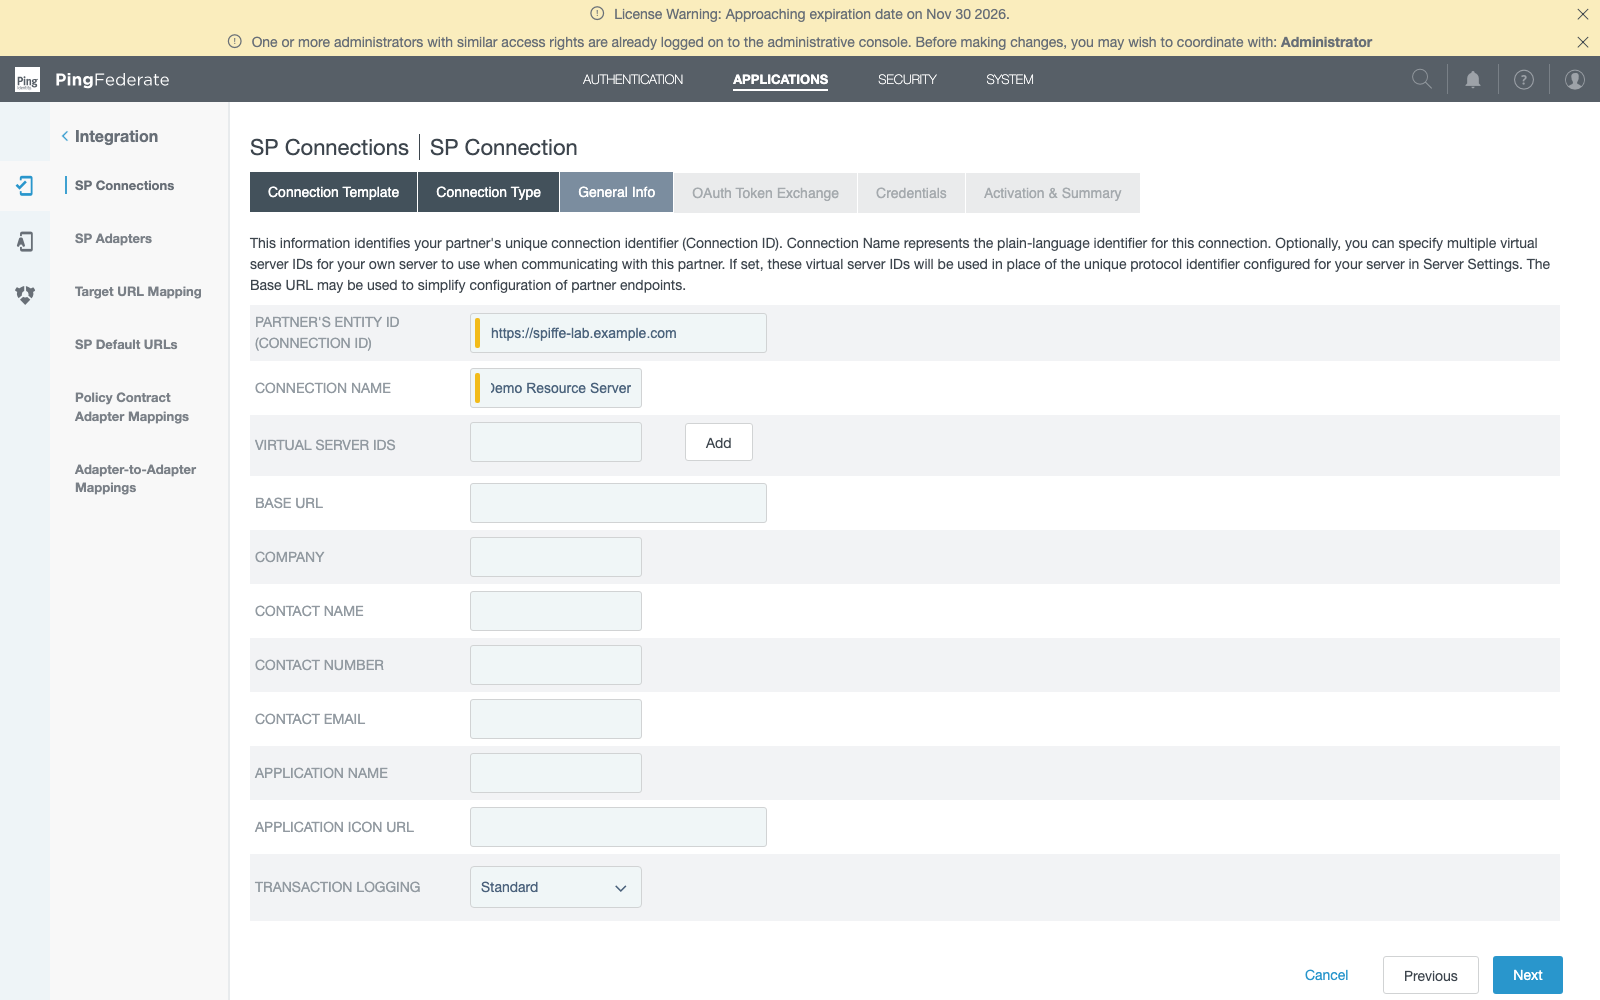 License Warning: Approaching expiration date on Nov 30 2026.
One or more administrators with similar access rights are already logged on to the administrative console. Before making changes, you may wish to coordinate with: Administrator
Ping
PingFederate
AUTHENTICATION
APPLICATIONS
SECURITY
SYSTEM
Integration
SP Connections
SP Adapters
Target URL Mapping
SP Default URLs
Policy Contract
Adapter Mappings
Adapter-to-Adapter
Mappings
SP Connections | SP Connection
Connection Template
Connection Type
General Info
OAuth Token Exchange
Credentials
Activation & Summary
This information identifies your partner's unique connection identifier (Connection ID). Connection Name represents the plain-language identifier for this connection. Optionally, you can specify multiple virtual
server IDs for your own server to use when communicating with this partner. If set, these virtual server IDs will be used in place of the unique protocol identifier configured for your server in Server Settings. The
Base URL may be used to simplify configuration of partner endpoints.
PARTNER'S ENTITY ID
(CONNECTION ID)
https://spiffe-lab.example.com
CONNECTION NAME
Demo Resource Server
VIRTUAL SERVER IDS
Add
BASE URL
COMPANY
CONTACT NAME
CONTACT NUMBER
CONTACT EMAIL
APPLICATION NAME
APPLICATION ICON URL
TRANSACTION LOGGING
Standard
Cancel
Previous
Next